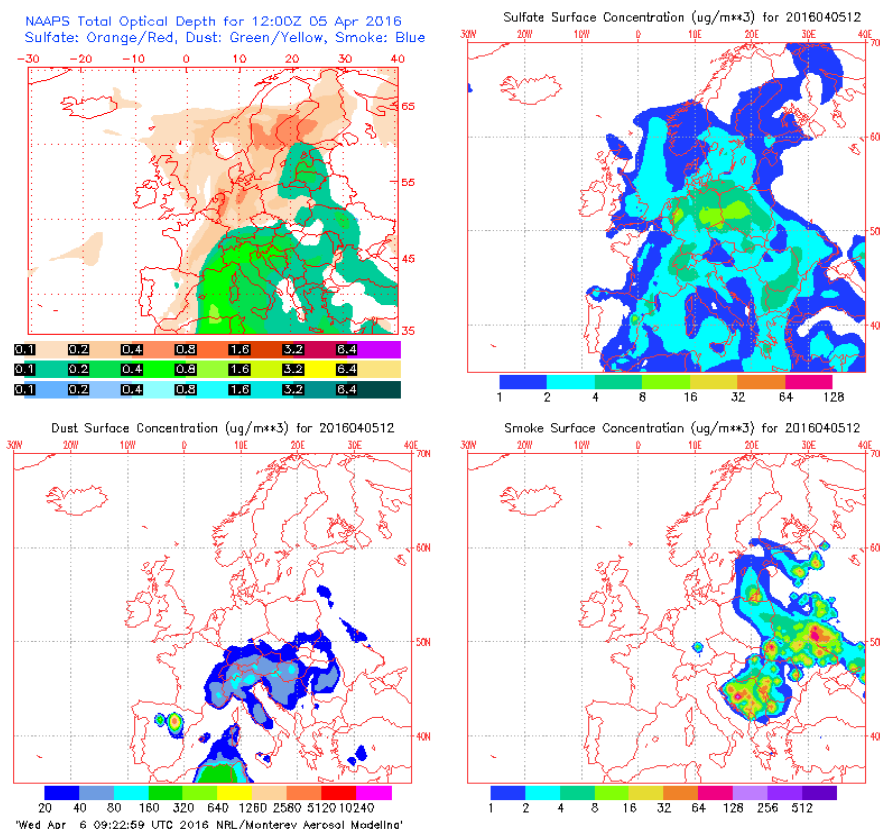 NAAPS Total Optical Depth for 12:00Z 05 Apr 2016
Sulfate: Orange/Red, Dust: Green/Yellow, Smoke: Blue
-30 -20 -10 0 10 20 30 40
65
55
45
35
0.1 0.2 0.4 0.8 1.6 3.2 6.4
0.1 0.2 0.4 0.8 1.6 3.2 6.4
0.1 0.2 0.4 0.8 1.6 3.2 6.4
Sulfate Surface Concentration (ug/m**3) for 2016040512
30W 20W 10W 0 10E 20E 30E 40E
70N
60N
50N
40N
1 2 4 8 16 32 64 128
Dust Surface Concentration (ug/m**3) for 2016040512
30W 20W 10W 0 10E 20E 30E 40E
70N
60N
50N
40N
20 40 80 160 320 640 1260 2580 5120 10240
'Wed Apr 6 09:22:59 UTC 2016 NRL/Monterey Aerosol Modeling'
Smoke Surface Concentration (ug/m**3) for 2016040512
30W 20W 10W 0 10E 20E 30E 40E
70N
60N
50N
40N
1 2 4 8 16 32 64 128 256 512